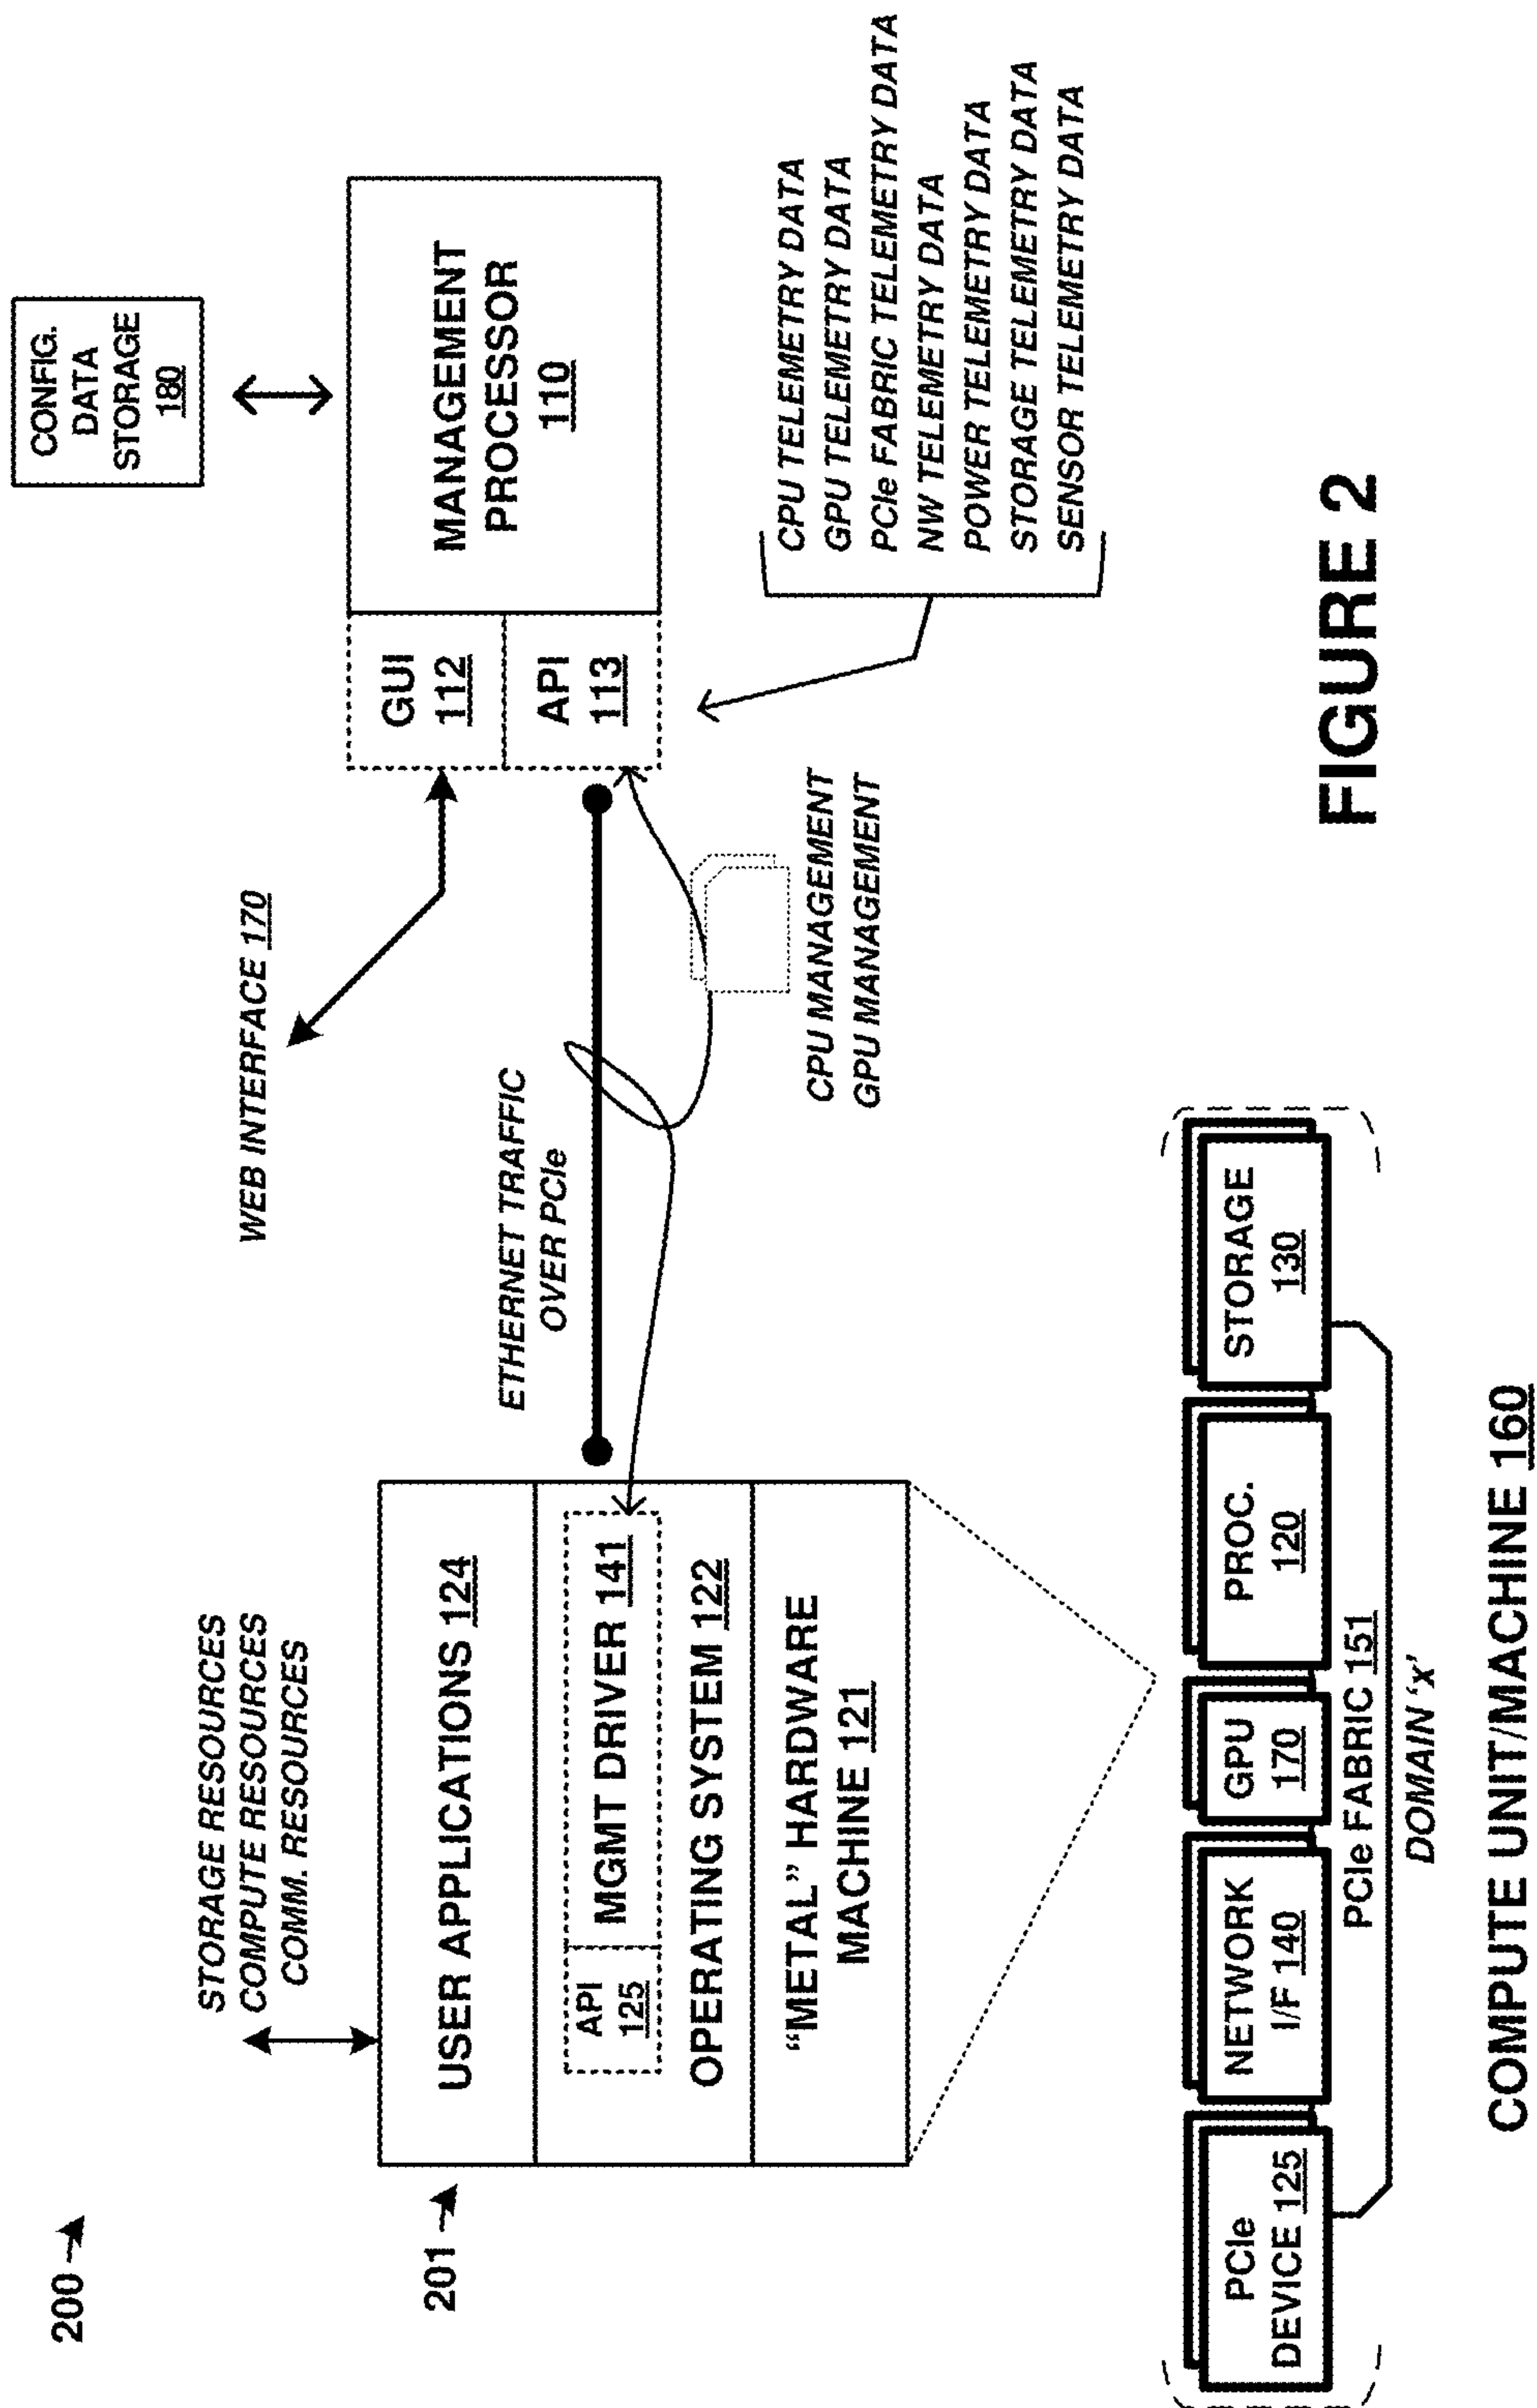 200
CONFIG.
DATA
STORAGE
180
WEB INTERFACE 170
STORAGE RESOURCES
COMPUTE RESOURCES
COMM. RESOURCES
201
USER APPLICATIONS 124
API
125
MGMT DRIVER 141
OPERATING SYSTEM 122
“METAL” HARDWARE
MACHINE 121
ETHERNET TRAFFIC
OVER PCIe
GUI
112
API
113
MANAGEMENT
PROCESSOR
110
CPU MANAGEMENT
GPU MANAGEMENT
CPU TELEMETRY DATA
GPU TELEMETRY DATA
PCIe FABRIC TELEMETRY DATA
NW TELEMETRY DATA
POWER TELEMETRY DATA
STORAGE TELEMETRY DATA
SENSOR TELEMETRY DATA
PCIe
DEVICE 125
NETWORK
I/F 140
GPU
170
PROC.
120
STORAGE
130
PCIe FABRIC 151
DOMAIN ‘x’
COMPUTE UNIT/MACHINE 160
FIGURE 2